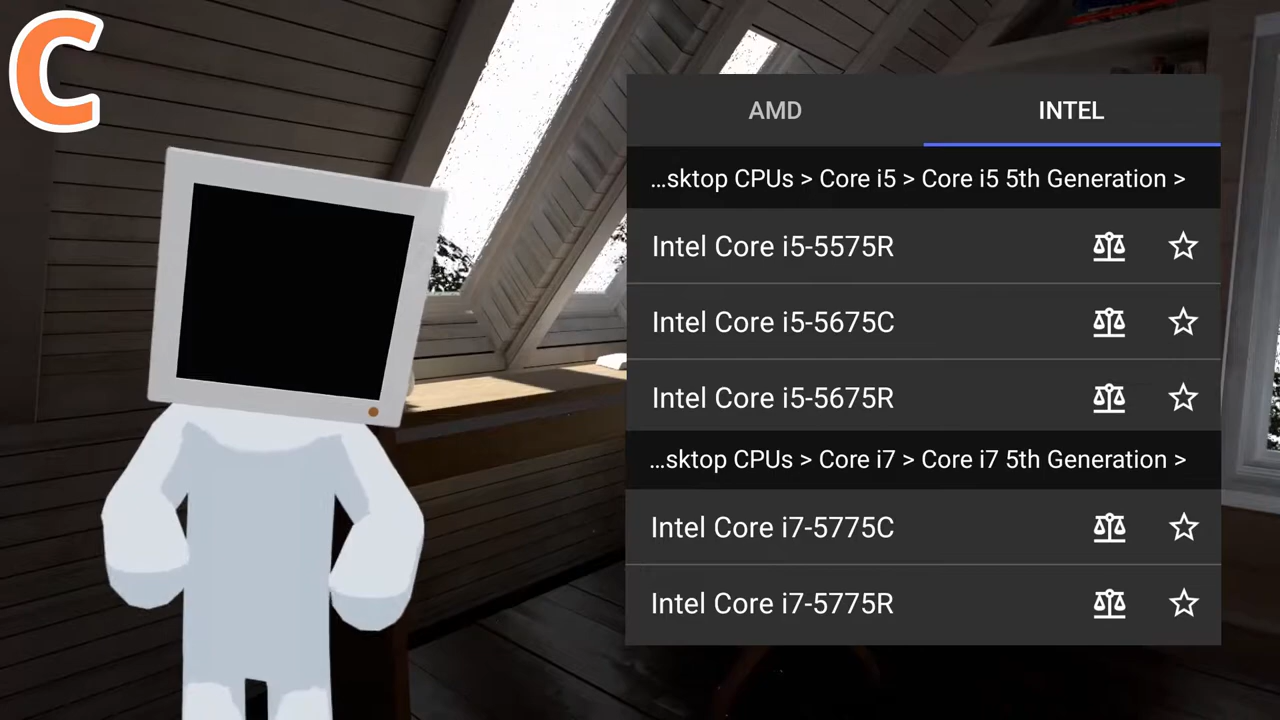 C
AMD
INTEL
...sktop CPUs > Core i5 > Core i5 5th Generation >
Intel Core i5-5575R
Intel Core i5-5675C
Intel Core i5-5675R
...sktop CPUs > Core i7 > Core i7 5th Generation >
Intel Core i7-5775C
Intel Core i7-5775R